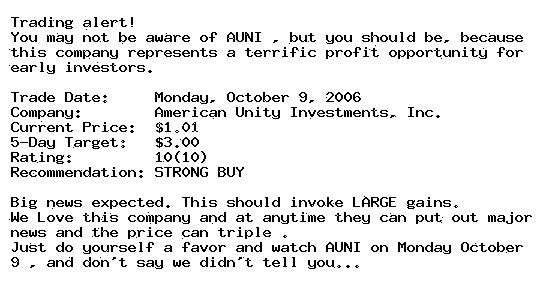 Trading alert!
You may not be aware of AUNI , but you should be, because
this company represents a terrific profit opportunity for
early investors.
Trade Date: Monday, October 9, 2006
Company: American Unity Investments, Inc.
Current Price: $1.01
5-Day Target: $3.00
Rating: 10(10)
Recommendation: STRONG BUY
Big news expected. This should invoke LARGE gains.
We Love this company and at anytime they can put out major
news and the price can triple .
Just do yourself a favor and watch AUNI on Monday October
9 , and don't say we didn't tell you...